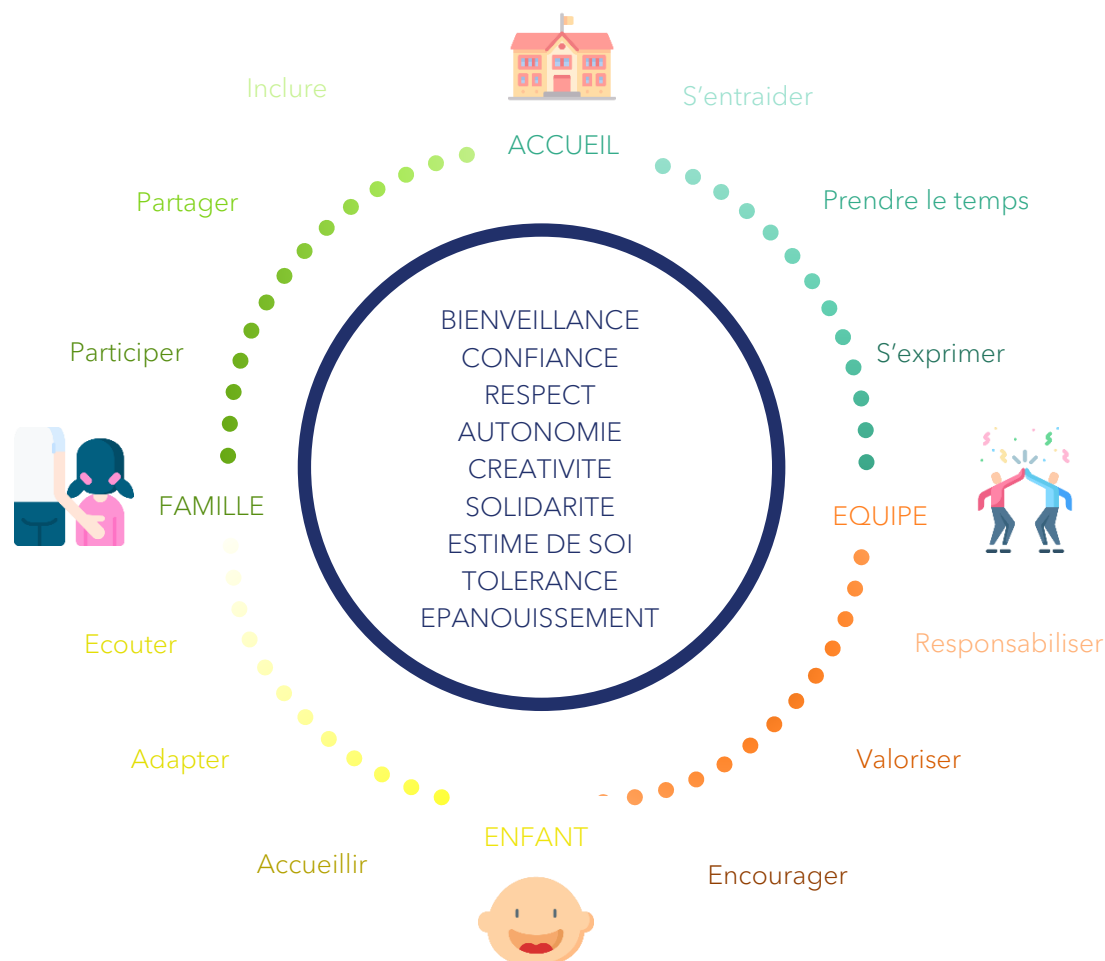 Inclure
S’entraider
ACCUEIL
Partager
Prendre le temps
BIENVEILLANCE
Participer
S’exprimer
CONFIANCE
RESPECT
AUTONOMIE
CREATIVITE
SOLIDARITE
FAMILLE
EQUIPE
ESTIME DE SOI
TOLERANCE
EPANOUISSEMENT
Ecouter
Responsabiliser
Adapter
Valoriser
ENFANT
Accueillir
Encourager